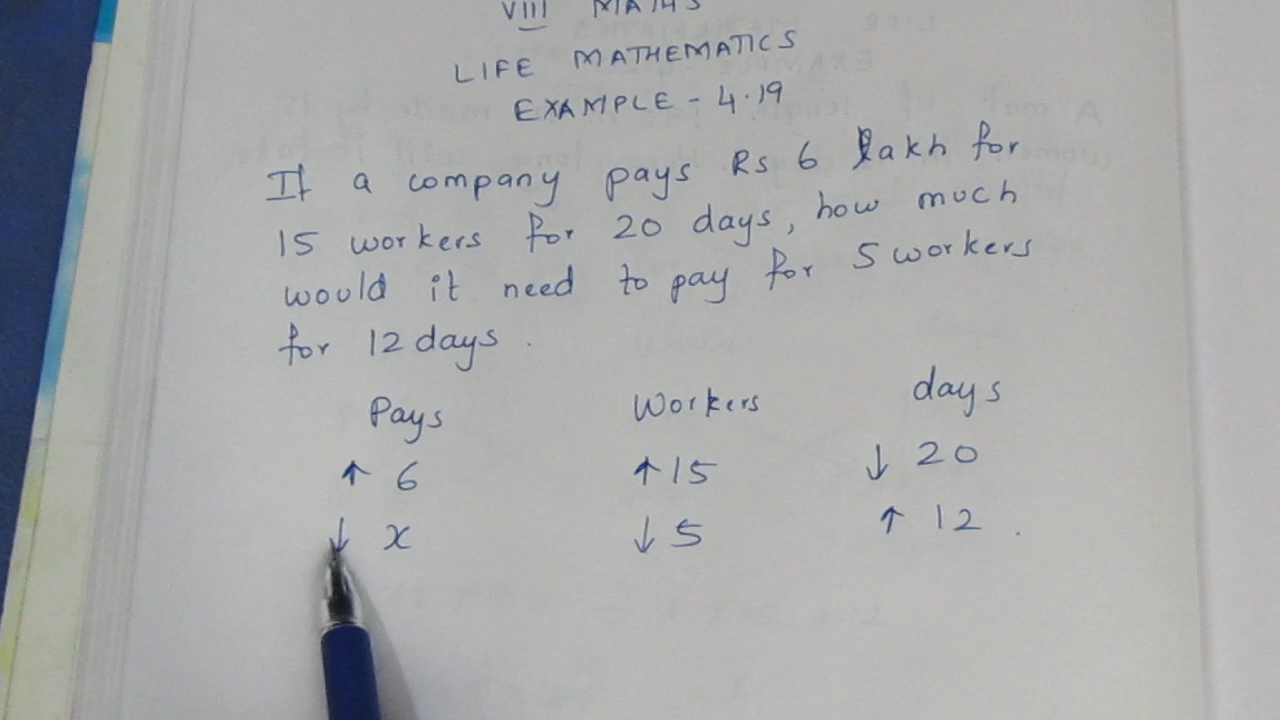 VIII MATHS
LIFE MATHEMATICS
EXAMPLE - 4.19
If a company pays Rs 6 lakh for
15 workers for 20 days, how much
would it need to pay for 5 workers
for 12 days.
Pays Workers days
↑ 6 ↑ 15 ↓ 20
↓ x ↓ 5 ↑ 12.